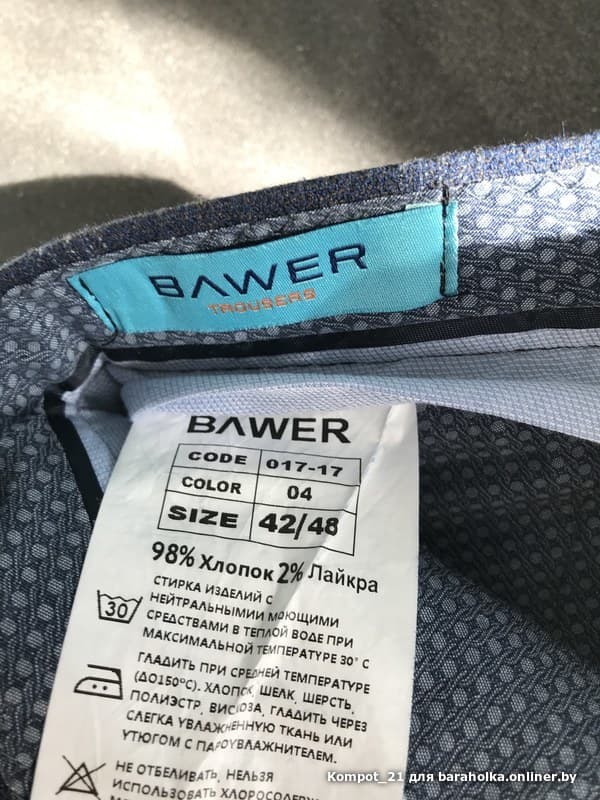 BAWER
TROUSERS
BAWER
CODE 017-17
COLOR 04
SIZE 42/48
98% Хлопок 2% Лайкра
СТИРКА ИЗДЕЛИЙ С
НЕЙТРАЛЬНЫМИИ МОЮЩИМИ
СРЕДСТВАМИ В ТЕПЛОЙ ВОДЕ ПРИ
МАКСИМАЛЬНОЙ ТЕМПЕРАТУРЕ 30° С
30
ГЛАДИТЬ ПРИ СРЕДНЕЙ ТЕМПЕРАТУРЕ
(ДО150°С). ХЛОПОК, ШЕЛК, ШЕРСТЬ,
ПОЛИЭСТР, ВИСКОЗА, ГЛАДИТЬ ЧЕРЕЗ
СЛЕГКА УВЛАЖНЕННУЮ ТКАНЬ ИЛИ
УТЮГОМ С ПАРОУВЛАЖНИТЕЛЕМ.
НЕ ОТБЕЛИВАТЬ, НЕЛЬЗЯ
ИСПОЛЬЗОВАТЬ ХЛОРОСОДЕРЖ
Kompot_21 для baraholka.onliner.by